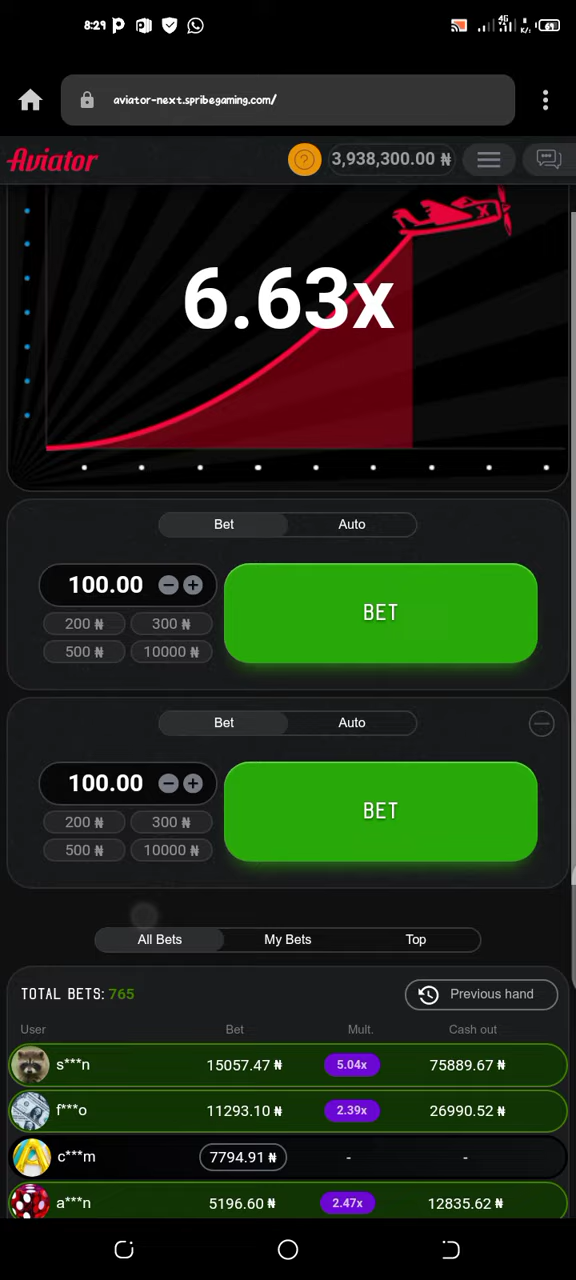 8:29
4G
K/s
69
aviator-next.spribegaming.com/
Aviator
?
3,938,300.00 ₦
6.63x
Bet Auto
100.00
BET
200 ₦ 300 ₦
500 ₦ 10000 ₦
Bet Auto
100.00
BET
200 ₦ 300 ₦
500 ₦ 10000 ₦
All Bets My Bets Top
TOTAL BETS: 765
Previous hand
User Bet Mult. Cash out
s***n 15057.47 ₦ 5.04x 75889.67 ₦
f***o 11293.10 ₦ 2.39x 26990.52 ₦
c***m 7794.91 ₦ - -
a***n 5196.60 ₦ 2.47x 12835.62 ₦